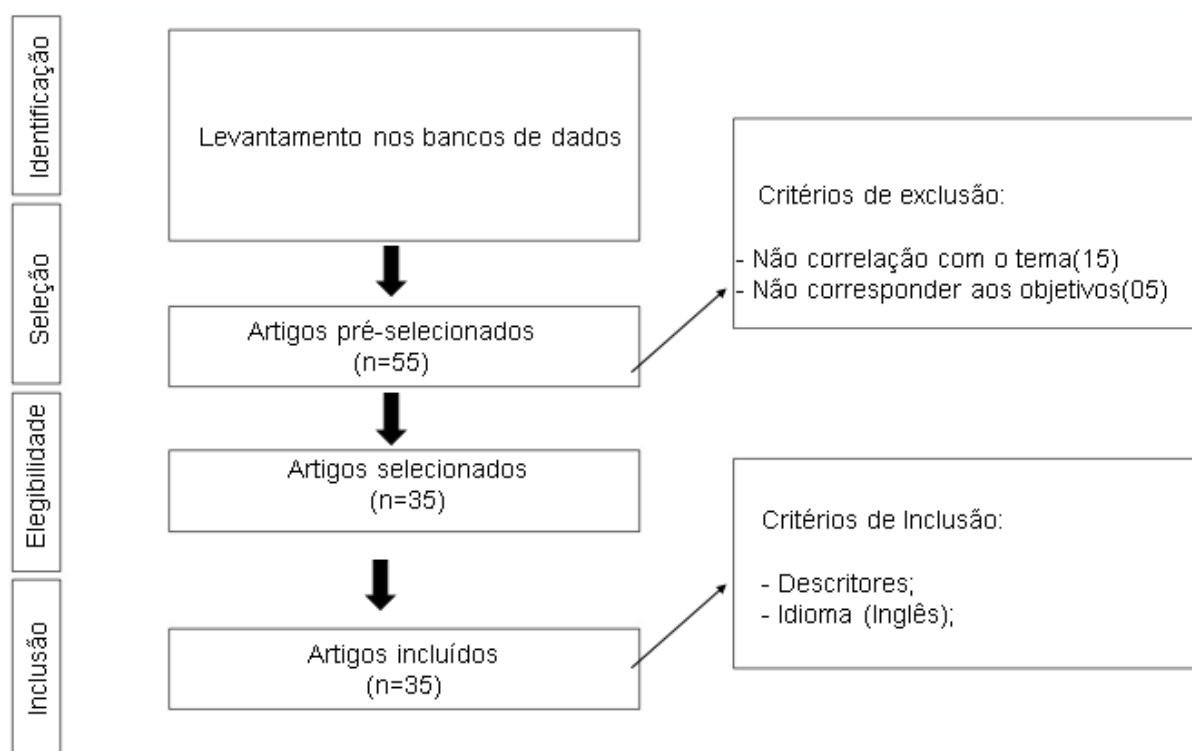 Identificação
Levantamento nos bancos de dados
Seleção
Artigos pré-selecionados
(n=55)
Critérios de exclusão:
- Não correlação com o tema(15)
- Não corresponder aos objetivos(05)
Elegibilidade
Artigos selecionados
(n=35)
Inclusão
Artigos incluídos
(n=35)
Critérios de Inclusão:
- Descritores;
- Idioma (Inglês);